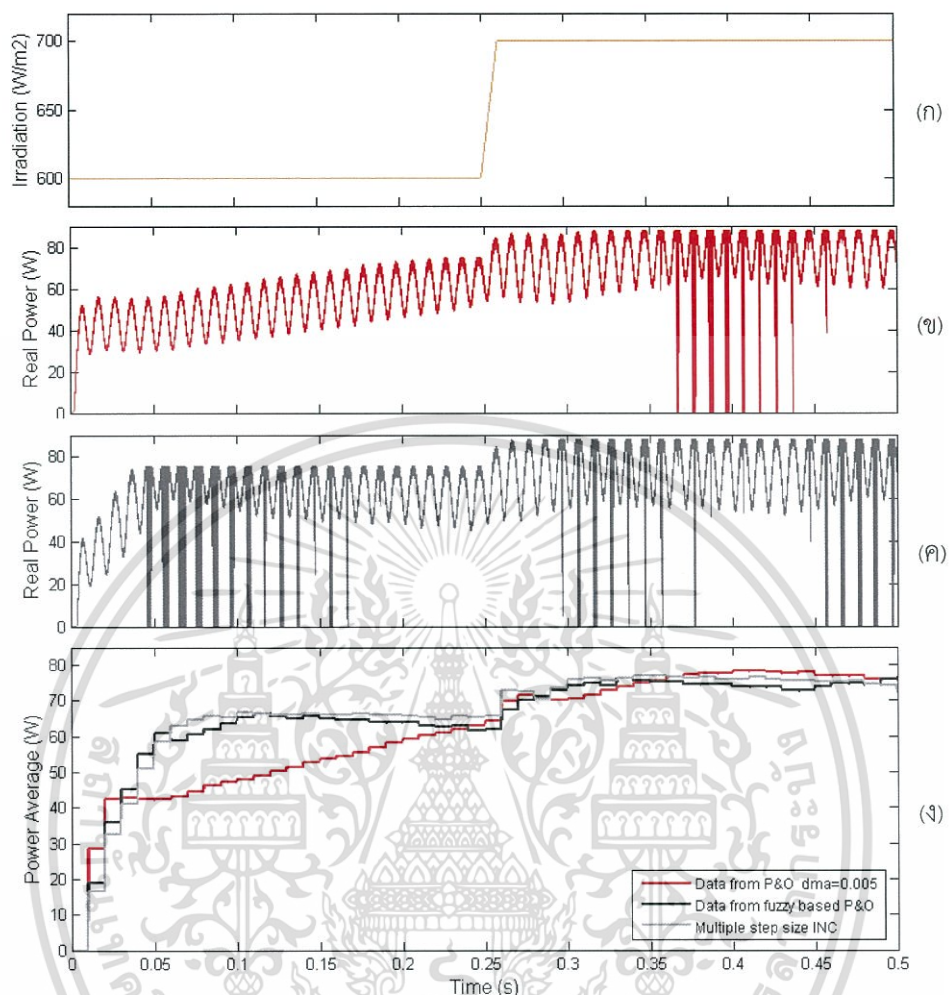 700
650
600
Irradiation (W/m2)
(ก)
80
60
40
20
0
Real Power (W)
(ข)
80
60
40
20
0
Real Power (W)
(ค)
80
70
60
50
40
30
20
10
0
Power Average (W)
(ง)
Data from P&O dma=0.005
Data from fuzzy based P&O
Multiple step size INC
0 0.05 0.1 0.15 0.2 0.25 0.3 0.35 0.4 0.45 0.5
Time (s)